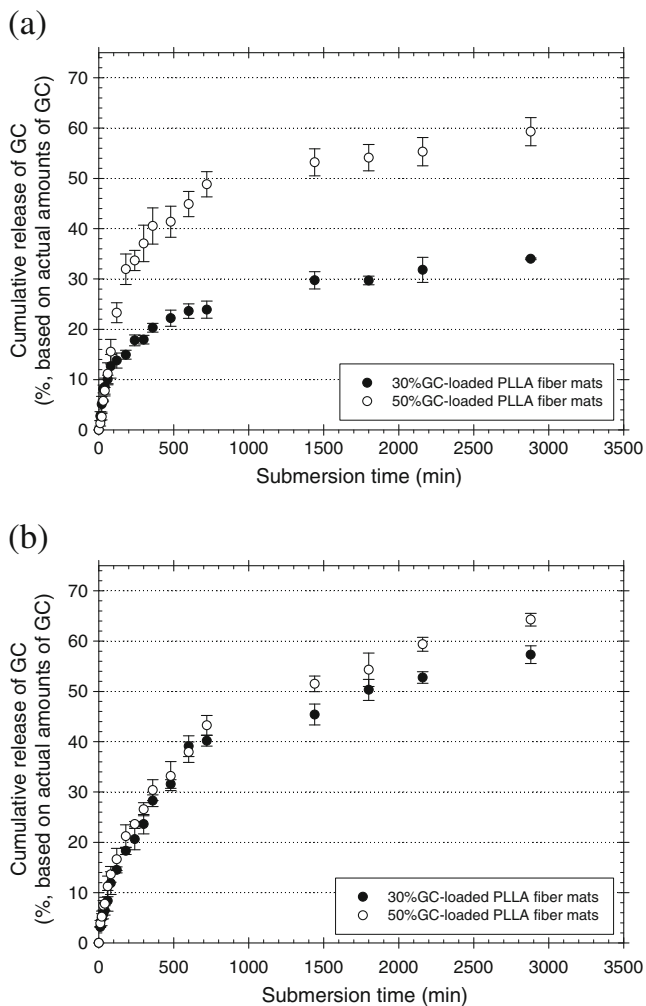 (a)
Cumulative release of GC
(%, based on actual amounts of GC)
70
60
50
40
30
20
10
0
30%GC-loaded PLLA fiber mats
50%GC-loaded PLLA fiber mats
0 500 1000 1500 2000 2500 3000 3500
Submersion time (min)
(b)
Cumulative release of GC
(%, based on actual amounts of GC)
70
60
50
40
30
20
10
0
30%GC-loaded PLLA fiber mats
50%GC-loaded PLLA fiber mats
0 500 1000 1500 2000 2500 3000 3500
Submersion time (min)